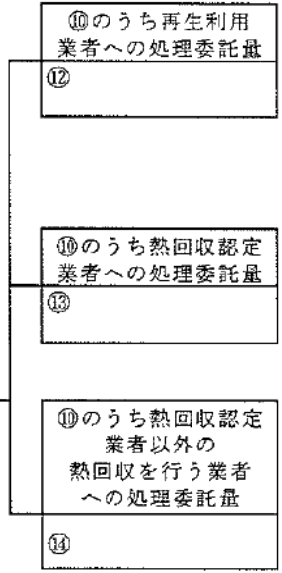 ⑩のうち再生利用
業者への処理委託量
⑫
⑩のうち熱回収認定
業者への処理委託量
⑬
⑩のうち熱回収認定
業者以外の
熱回収を行う業者
への処理委託量
⑭